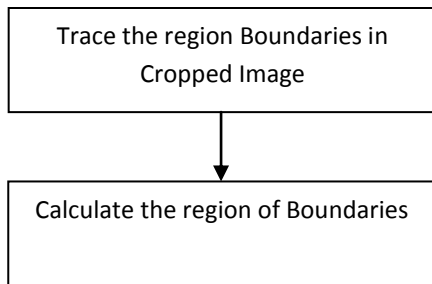 Trace the region Boundaries in
Cropped Image
Calculate the region of Boundaries